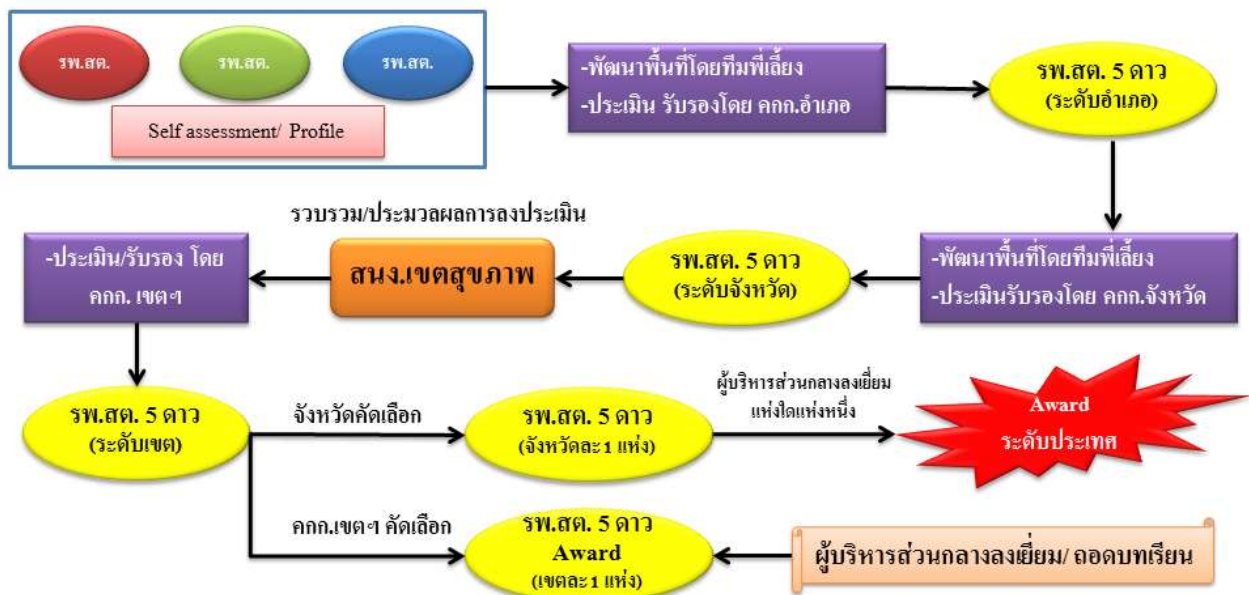 รพ.สต.
รพ.สต.
รพ.สต.
Self assessment/ Profile
-พัฒนาพื้นที่โดยทีมพี่เลี้ยง
-ประเมิน รับรองโดย คกก.อำเภอ
รพ.สต. 5 ดาว
(ระดับอำเภอ)
-พัฒนาพื้นที่โดยทีมพี่เลี้ยง
-ประเมินรับรองโดย คกก.จังหวัด
รพ.สต. 5 ดาว
(ระดับจังหวัด)
รวบรวม/ประมวลผลการลงประเมิน
สนง.เขตสุขภาพ
-ประเมิน/รับรอง โดย
คกก. เขตฯ
รพ.สต. 5 ดาว
(ระดับเขต)
จังหวัดคัดเลือก
รพ.สต. 5 ดาว
(จังหวัดละ 1 แห่ง)
ผู้บริหารส่วนกลางลงเยี่ยม
แห่งใดแห่งหนึ่ง
Award
ระดับประเทศ
คกก.เขตฯ คัดเลือก
รพ.สต. 5 ดาว
Award
(เขตละ 1 แห่ง)
ผู้บริหารส่วนกลางลงเยี่ยม/ ถอดบทเรียน